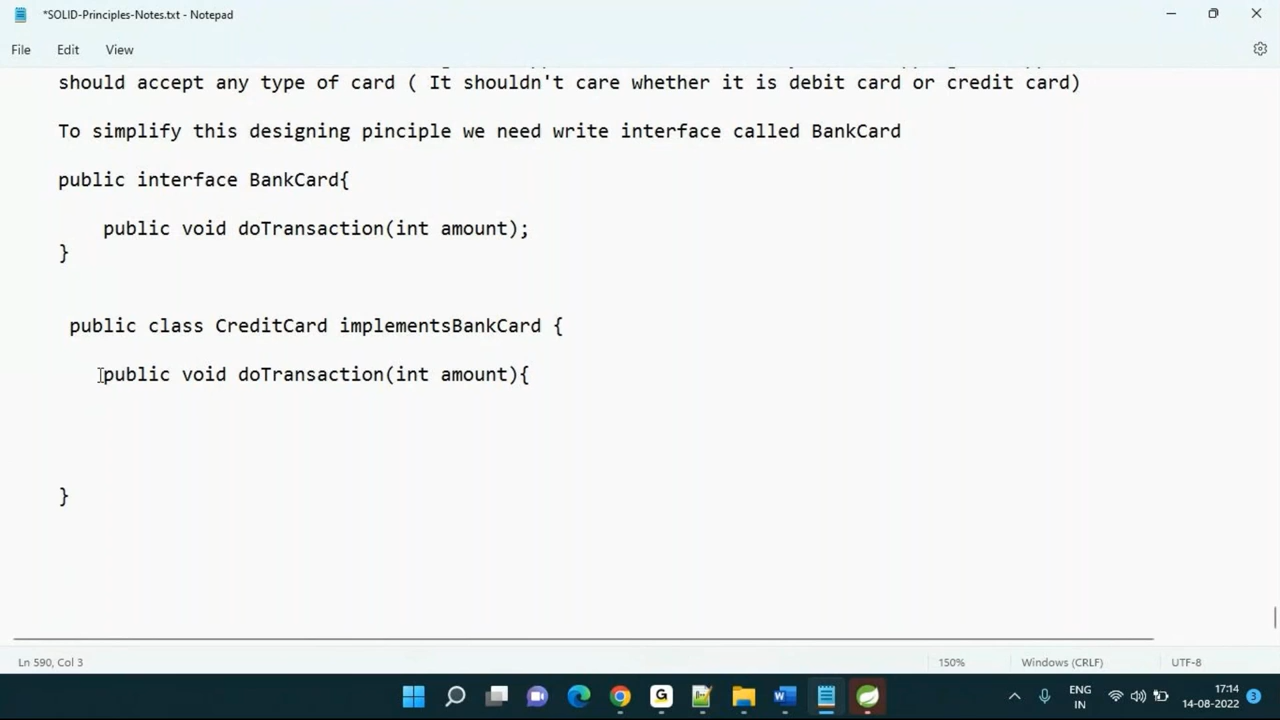 *SOLID-Principles-Notes.txt - Notepad
File Edit View
should accept any type of card ( It shouldn't care whether it is debit card or credit card)
To simplify this designing pinciple we need write interface called BankCard
public interface BankCard{
public void doTransaction(int amount);
}
public class CreditCard implementsBankCard {
public void doTransaction(int amount){
}
Ln 590, Col 3 150% Windows (CRLF) UTF-8
ENG 17:14
IN 14-08-2022 3